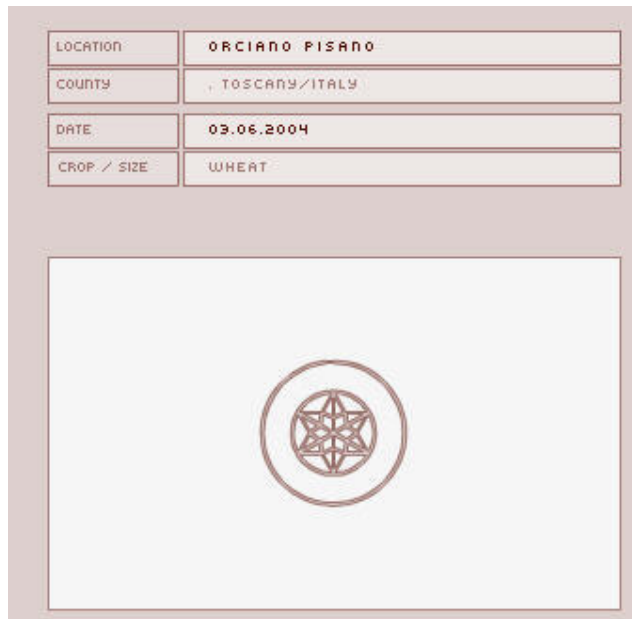 LOCATION ORCIANO PISANO
COUNTY . TOSCANY/ITALY
DATE 03.06.2004
CROP / SIZE WHEAT